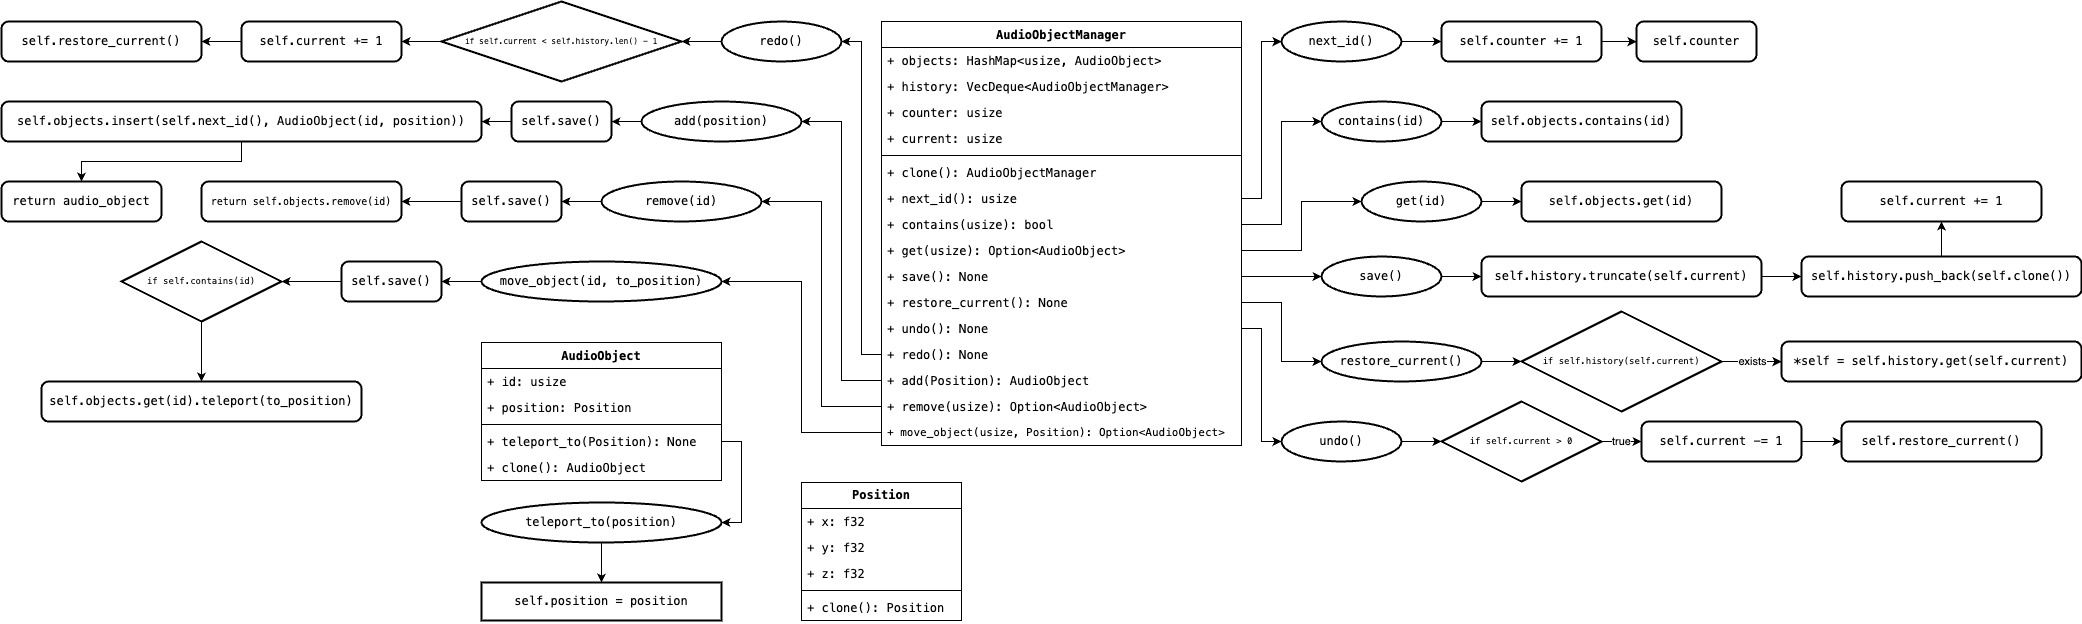 self.restore_current()
self.current += 1
if self.current < self.history.len() - 1
redo()
self.objects.insert(self.next_id(), AudioObject(id, position))
self.save()
add(position)
return audio_object
return self.objects.remove(id)
self.save()
remove(id)
if self.contains(id)
self.save()
move_object(id, to_position)
self.objects.get(id).teleport(to_position)
AudioObject
+ id: usize
+ position: Position
+ teleport_to(Position): None
+ clone(): AudioObject
teleport_to(position)
self.position = position
AudioObjectManager
+ objects: HashMap<usize, AudioObject>
+ history: VecDeque<AudioObjectManager>
+ counter: usize
+ current: usize
+ clone(): AudioObjectManager
+ next_id(): usize
+ contains(usize): bool
+ get(usize): Option<AudioObject>
+ save(): None
+ restore_current(): None
+ undo(): None
+ redo(): None
+ add(Position): AudioObject
+ remove(usize): Option<AudioObject>
+ move_object(usize, Position): Option<AudioObject>
Position
+ x: f32
+ y: f32
+ z: f32
+ clone(): Position
next_id()
self.counter += 1
self.counter
contains(id)
self.objects.contains(id)
get(id)
self.objects.get(id)
self.current += 1
save()
self.history.truncate(self.current)
self.history.push_back(self.clone())
restore_current()
if self.history(self.current)
exists
*self = self.history.get(self.current)
undo()
if self.current > 0
true
self.current -= 1
self.restore_current()